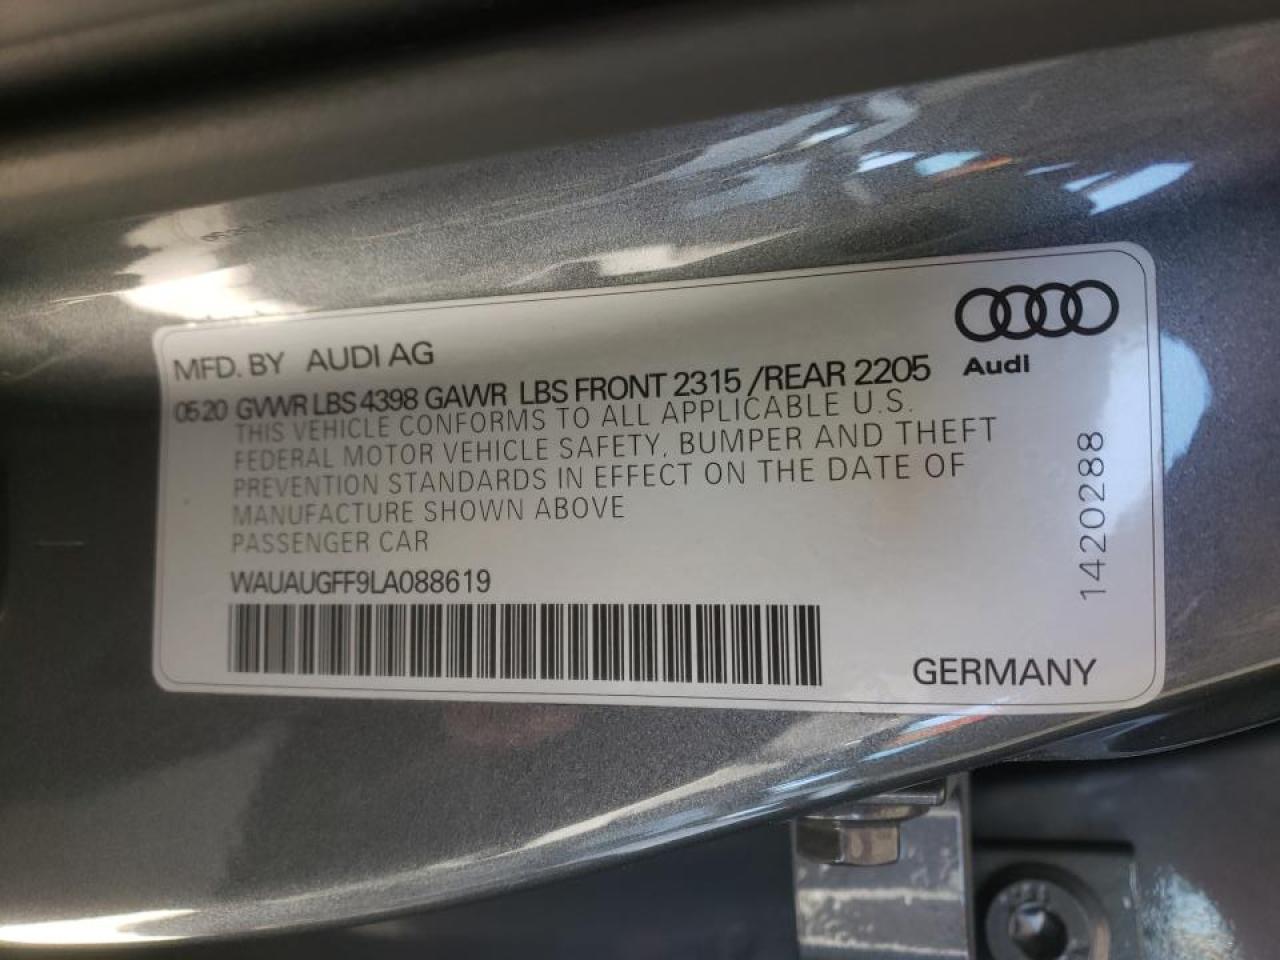 MFD. BY AUDI AG
05 20 GVWR LBS 4398 GAWR LBS FRONT 2315 /REAR 2205
THIS VEHICLE CONFORMS TO ALL APPLICABLE U.S.
FEDERAL MOTOR VEHICLE SAFETY, BUMPER AND THEFT
PREVENTION STANDARDS IN EFFECT ON THE DATE OF
MANUFACTURE SHOWN ABOVE
PASSENGER CAR
WAUAUGFF9LA088619
Audi
1420288
GERMANY